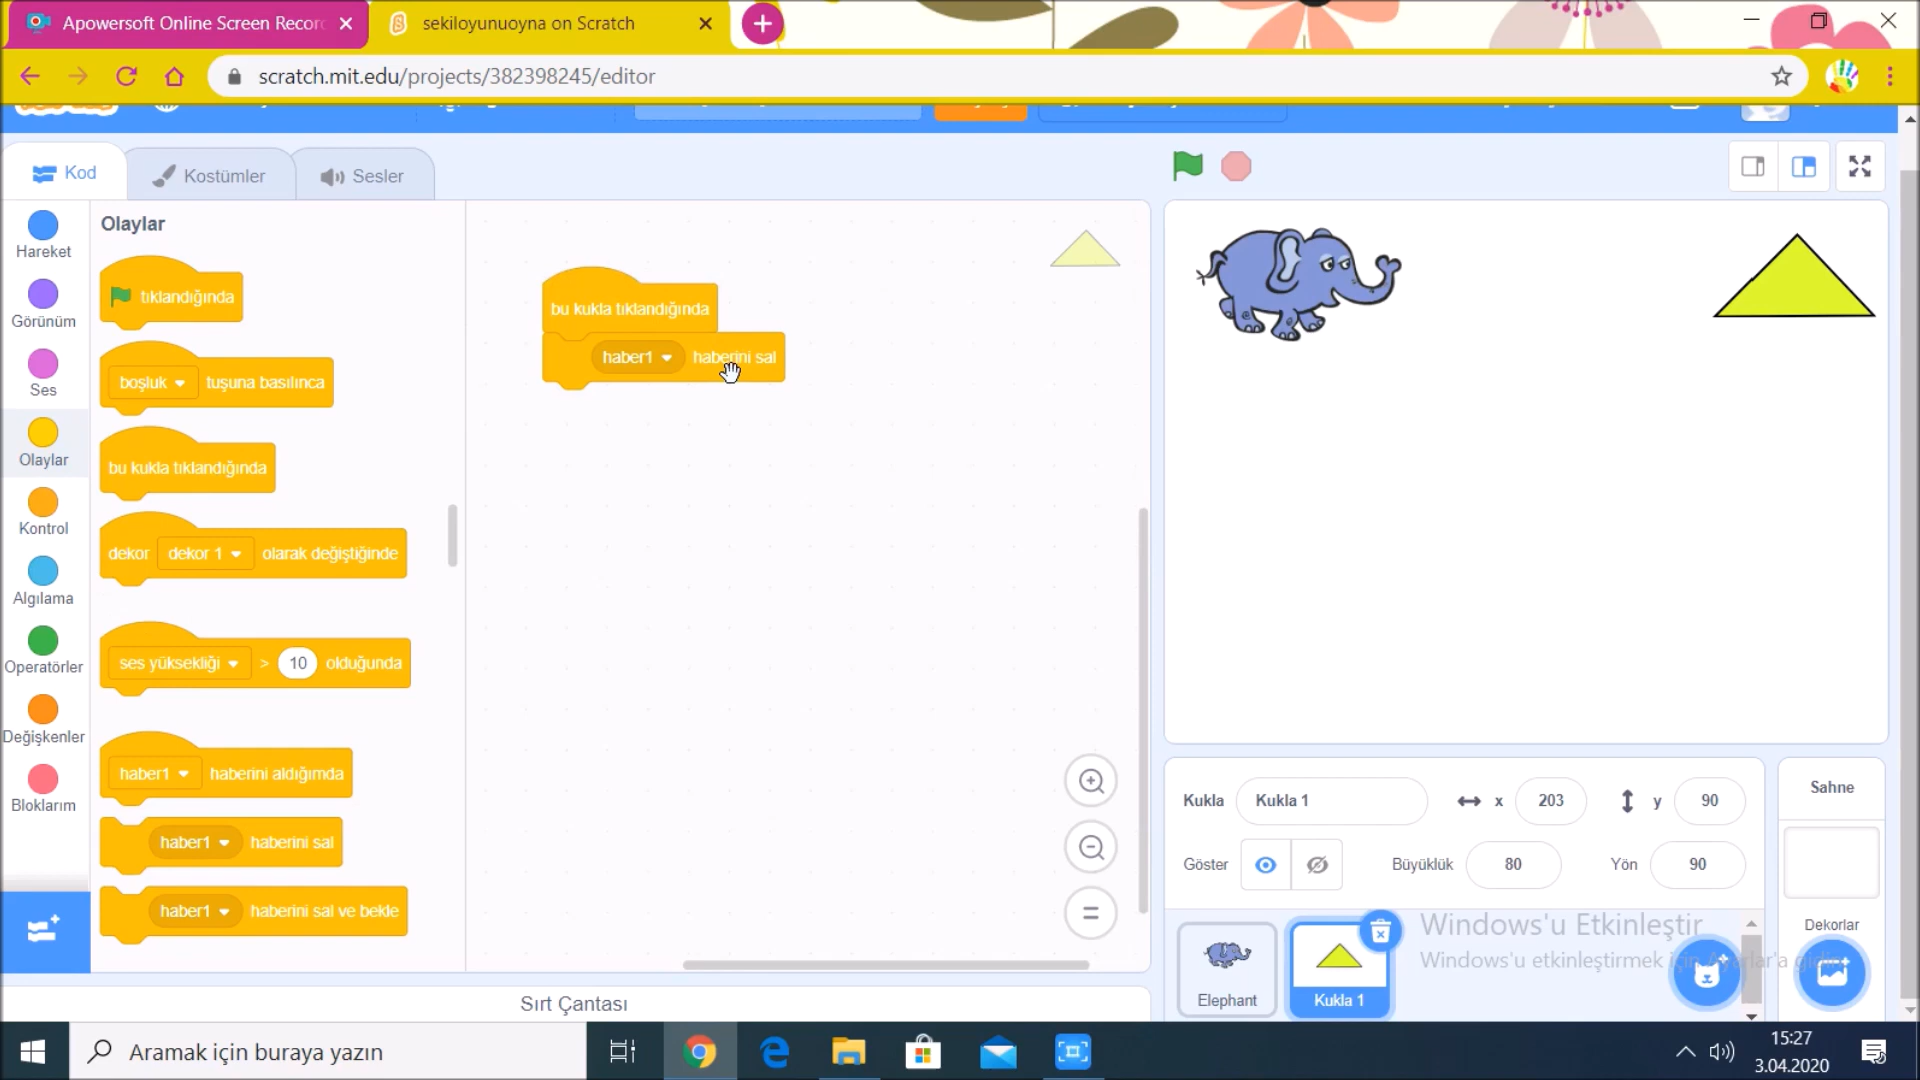 Apowersoft Online Screen Recor
sekiloyunuoyna on Scratch
scratch.mit.edu/projects/382398245/editor
Kod
Kostümler
Sesler
Hareket
Görünüm
Ses
Olaylar
Kontrol
Algılama
Operatörler
Değişkenler
Bloklarım
Olaylar
tıklandığında
boşluk tuşuna basılınca
bu kukla tıklandığında
dekor dekor 1 olarak değiştiğinde
ses yüksekliği > 10 olduğunda
haber1 haberini aldığımda
haber1 haberini sal
haber1 haberini sal ve bekle
bu kukla tıklandığında
haber1 haberini sal
Sırt Çantası
Kukla Kukla 1 x 203 y 90
Göster Büyüklük 80 Yön 90
Elephant
Kukla 1
Sahne
Dekorlar
Windows'u Etkinleştir
Windows'u etkinleştirmek için Ayarlar'a
Aramak için buraya yazın
15:27
3.04.2020